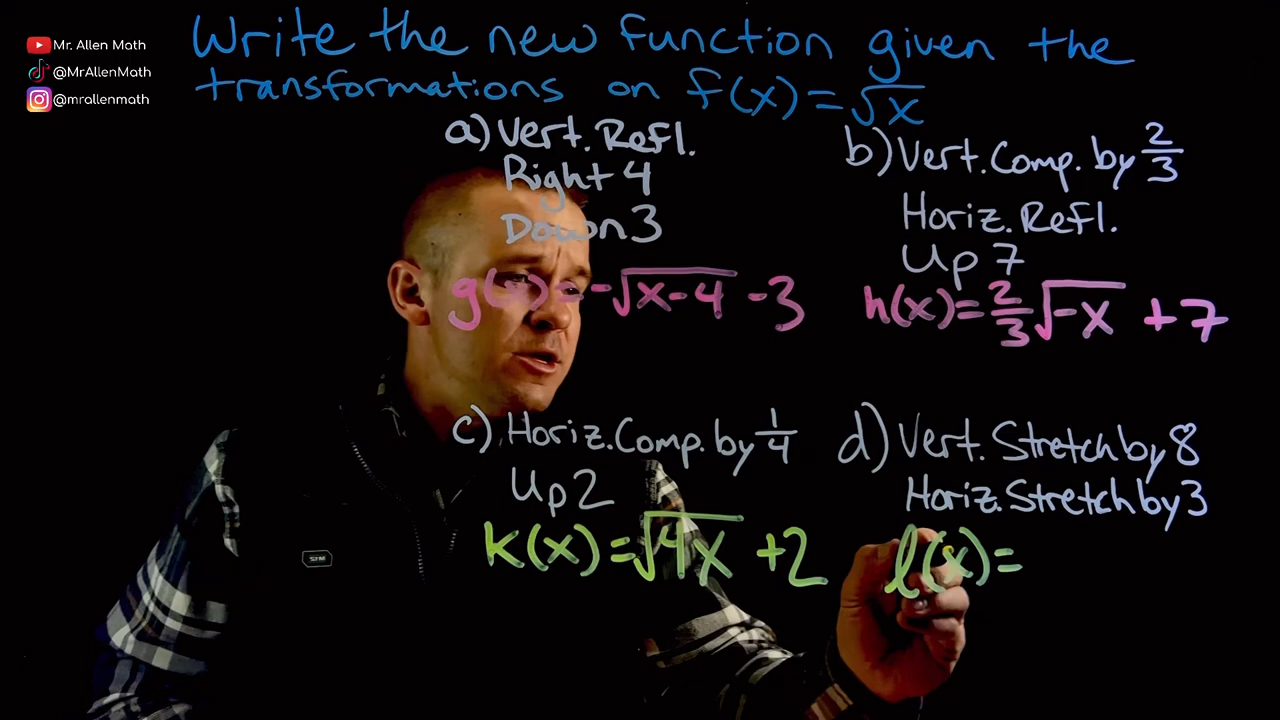 Mr. Allen Math
@MrAllenMath
@mrallenmath
Write the new function given the
transformations on f(x)=√x
a) Vert. Refl.
Right 4
Down 3
g(x)=-√x-4 -3
b) Vert. Comp. by 2/3
Horiz. Refl.
Up 7
h(x)=2/3√-x +7
c) Horiz. Comp. by 1/4
Up 2
k(x)=√4x +2
d) Vert. Stretch by 8
Horiz. Stretch by 3
l(x)=